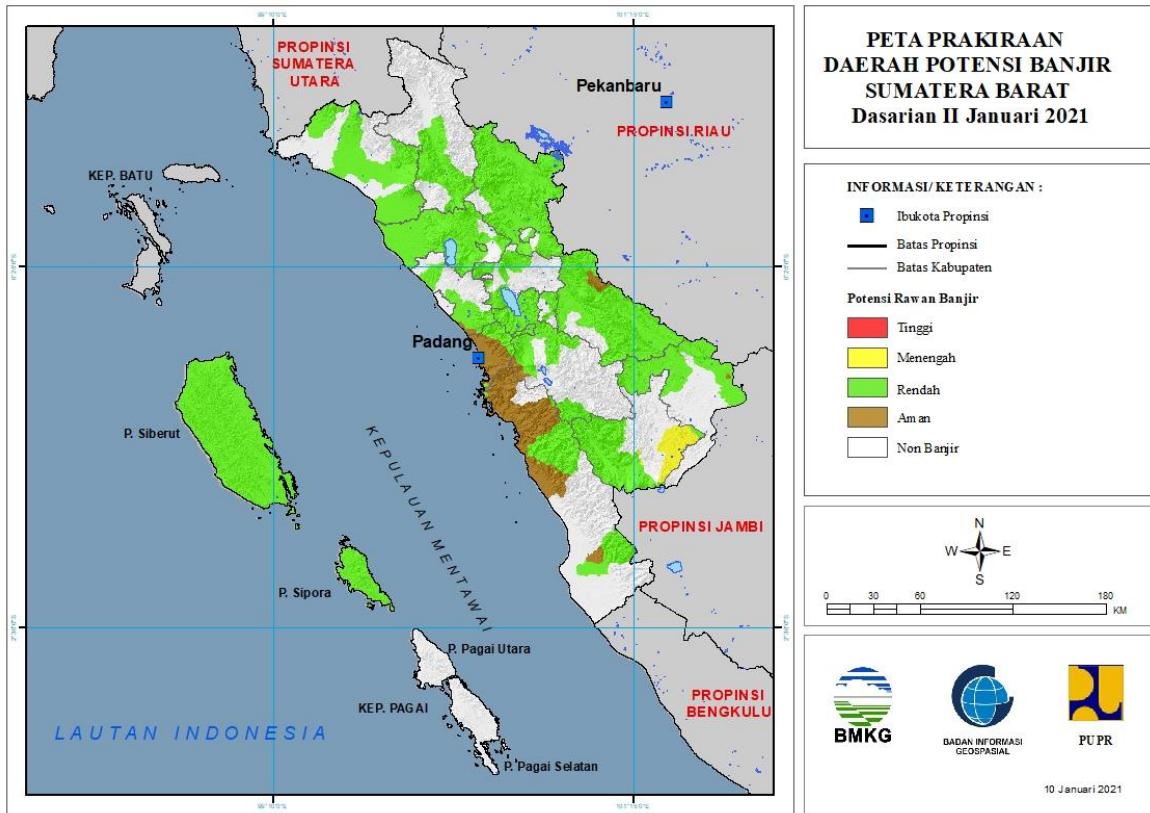 PETA PRAKIRAAN
DAERAH POTENSI BANJIR
SUMATERA BARAT
Dasarian II Januari 2021
INFORMASI/ KETERANGAN :
Ibukota Propinsi
Batas Propinsi
Batas Kabupaten
Potensi Rawan Banjir
Tinggi
Menengah
Rendah
Aman
Non Banjir
N
W E
S
0 30 60 120 180
KM
BMKG
BADAN INFORMASI
GEOSPASIAL
PUPR
10 Januari 2021
PROPINSI
SUMATERA
UTARA
Pekanbaru
PROPINSI RIAU
KEP. BATU
Padang
P. Siberut
KEPULAUAN MENTAWAI
PROPINSI JAMBI
P. Sipora
P. Pagai Utara
KEP. PAGAI
PROPINSI
BENGKULU
LAUTAN INDONESIA
P. Pagai Selatan